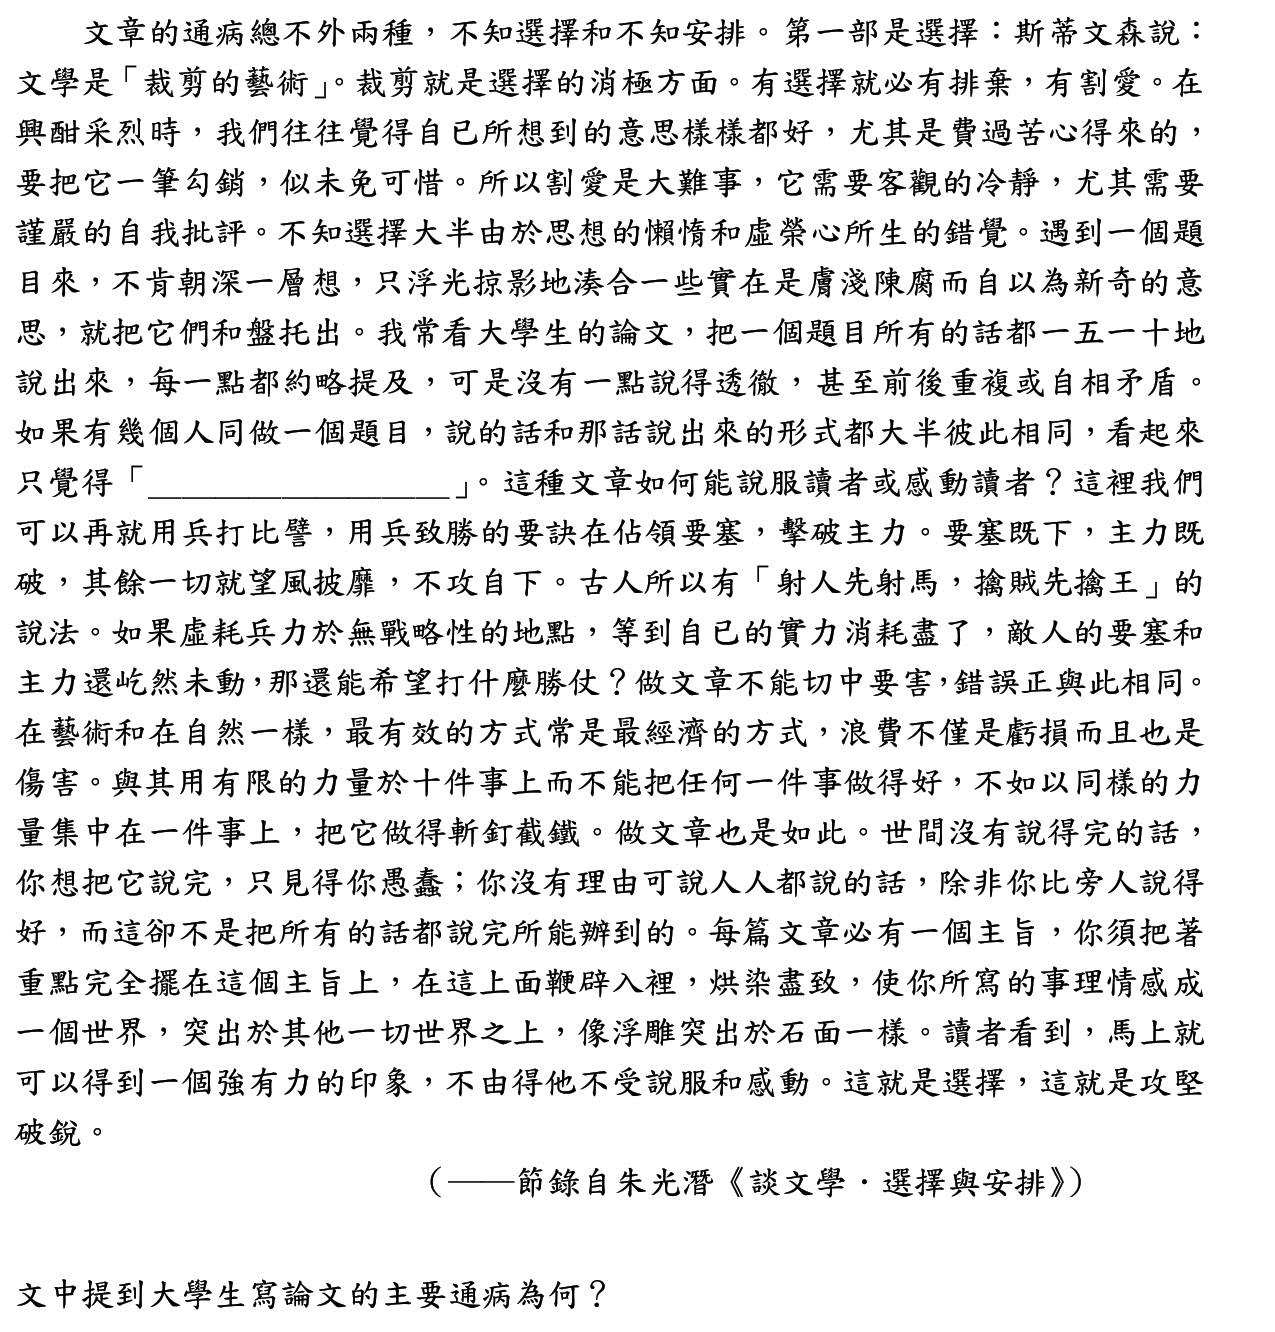 文章的通病總不外兩種，不知選擇和不知安排。第一部是選擇：斯蒂文森說：
文學是「裁剪的藝術」。裁剪就是選擇的消極方面。有選擇就必有排棄，有割愛。在
興酣采烈時，我們往往覺得自已所想到的意思樣樣都好，尤其是費過苦心得來的，
要把它一筆勾銷，似未免可惜。所以割愛是大難事，它需要客觀的冷靜，尤其需要
謹嚴的自我批評。不知選擇大半由於思想的懶惰和虛榮心所生的錯覺。遇到一個題
目來，不肯朝深一層想，只浮光掠影地湊合一些實在是膚淺陳腐而自以為新奇的意
思，就把它們和盤托出。我常看大學生的論文，把一個題目所有的話都一五一十地
說出來，每一點都約略提及，可是沒有一點說得透徹，甚至前後重複或自相矛盾。
如果有幾個人同做一個題目，說的話和那話說出來的形式都大半彼此相同，看起來
只覺得「__________________」。這種文章如何能說服讀者或感動讀者？這裡我們
可以再就用兵打比譬，用兵致勝的要訣在佔領要塞，擊破主力。要塞既下，主力既
破，其餘一切就望風披靡，不攻自下。古人所以有「射人先射馬，擒賊先擒王」的
說法。如果虛耗兵力於無戰略性的地點，等到自已的實力消耗盡了，敵人的要塞和
主力還屹然未動，那還能希望打什麼勝仗？做文章不能切中要害，錯誤正與此相同。
在藝術和在自然一樣，最有效的方式常是最經濟的方式，浪費不僅是虧損而且也是
傷害。與其用有限的力量於十件事上而不能把任何一件事做得好，不如以同樣的力
量集中在一件事上，把它做得斬釘截鐵。做文章也是如此。世間沒有說得完的話，
你想把它說完，只見得你愚蠢；你沒有理由可說人人都說的話，除非你比旁人說得
好，而這卻不是把所有的話都說完所能辦到的。每篇文章必有一個主旨，你須把著
重點完全擺在這個主旨上，在這上面鞭辟入裡，烘染盡致，使你所寫的事理情感成
一個世界，突出於其他一切世界之上，像浮雕突出於石面一樣。讀者看到，馬上就
可以得到一個強有力的印象，不由得他不受說服和感動。這就是選擇，這就是攻堅
破銳。
（——節錄自朱光潛《談文學．選擇與安排》）
文中提到大學生寫論文的主要通病為何？